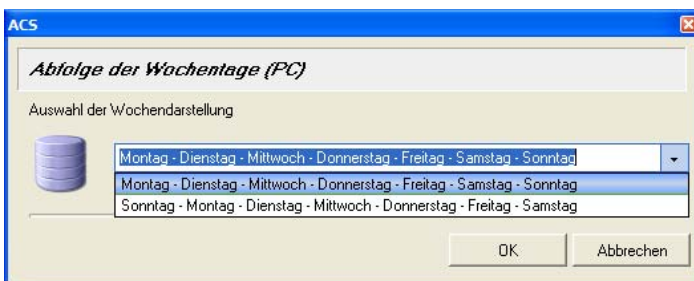 ACS
Abfolge der Wochentage (PC)
Auswahl der Wochendarstellung
Montag - Dienstag - Mittwoch - Donnerstag - Freitag - Samstag - Sonntag
Montag - Dienstag - Mittwoch - Donnerstag - Freitag - Samstag - Sonntag
Sonntag - Montag - Dienstag - Mittwoch - Donnerstag - Freitag - Samstag
OK Abbrechen